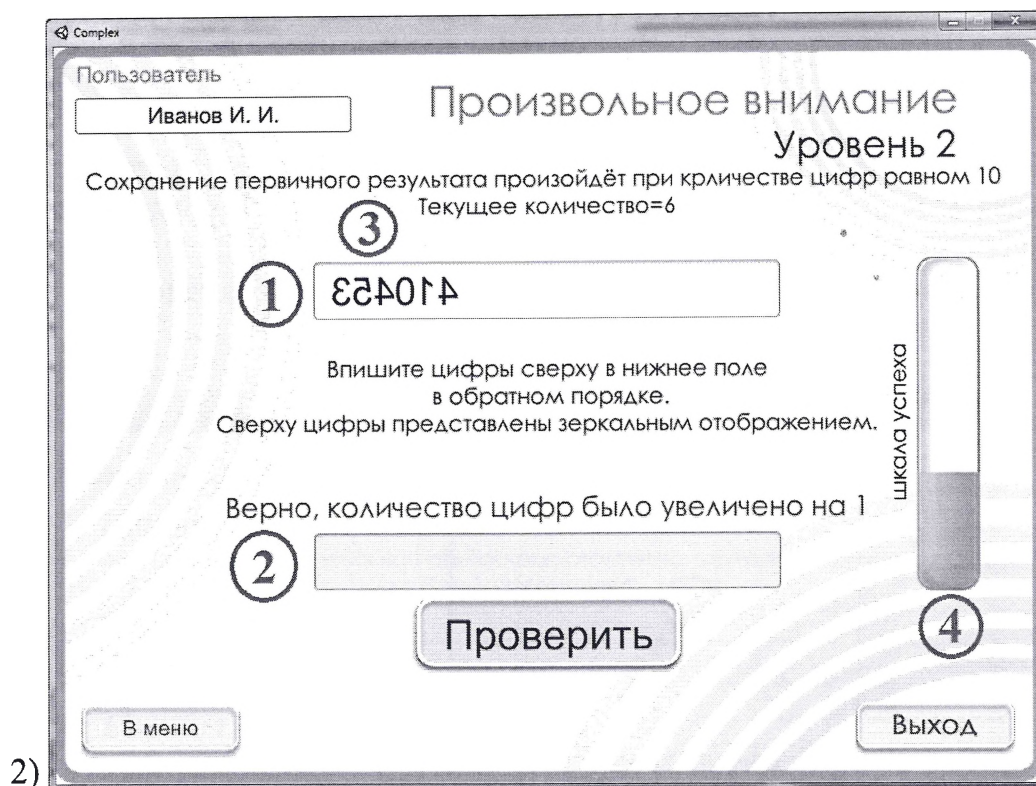 Complex
Пользователь
Иванов И. И.
Произвольное внимание
Уровень 2
Сохранение первичного результата произойдёт при крличестве цифр равном 10
Текущее количество=6
3
1
410453
Впишите цифры сверху в нижнее поле
в обратном порядке.
Сверху цифры представлены зеркальным отображением.
шкала успеха
Верно, количество цифр было увеличено на 1
2
4
Проверить
В меню
Выход
2)